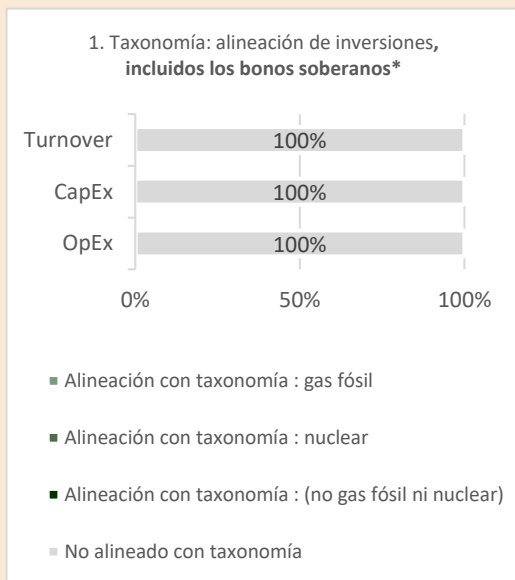 1. Taxonomía: alineación de inversiones,
incluidos los bonos soberanos*
Turnover
100%
CapEx
100%
OpEx
100%
0%
50%
100%
Alineación con taxonomía : gas fósil
Alineación con taxonomía : nuclear
Alineación con taxonomía : (no gas fósil ni nuclear)
No alineado con taxonomía